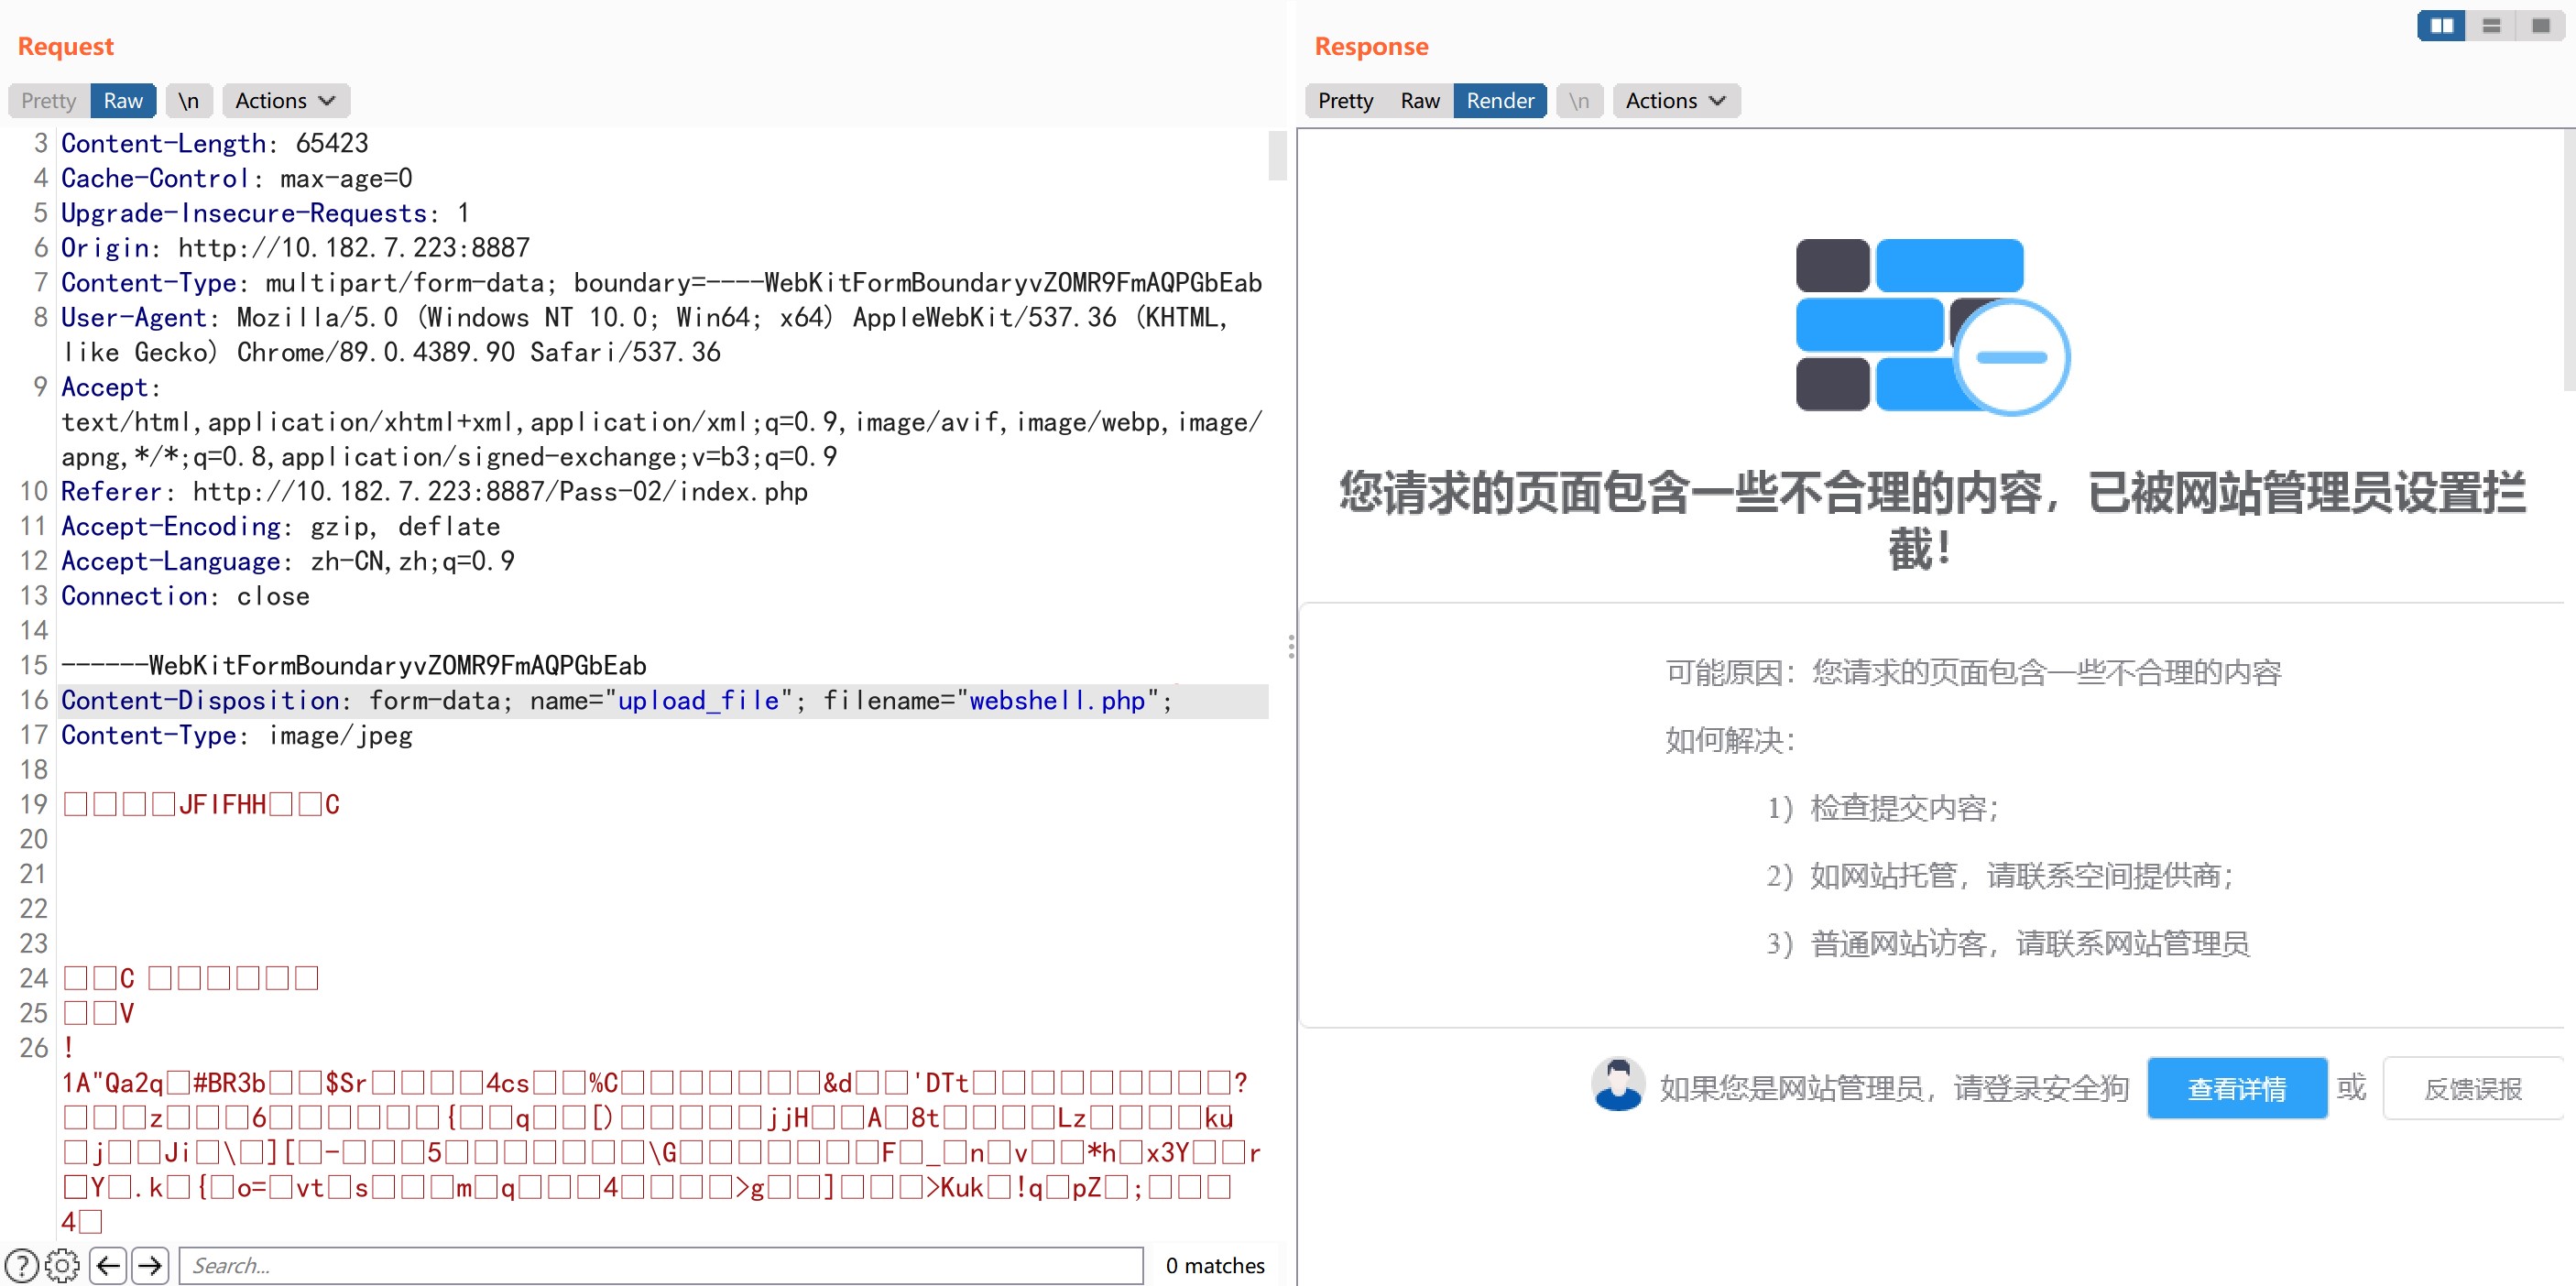 Request
Pretty Raw \n Actions
3 Content-Length: 65423
4 Cache-Control: max-age=0
5 Upgrade-Insecure-Requests: 1
6 Origin: http://10.182.7.223:8887
7 Content-Type: multipart/form-data; boundary=----WebKitFormBoundaryvZOMR9FmAQPGbEab
8 User-Agent: Mozilla/5.0 (Windows NT 10.0; Win64; x64) AppleWebKit/537.36 (KHTML,
like Gecko) Chrome/89.0.4389.90 Safari/537.36
9 Accept:
text/html,application/xhtml+xml,application/xml;q=0.9,image/avif,image/webp,image/
apng,*/*;q=0.8,application/signed-exchange;v=b3;q=0.9
10 Referer: http://10.182.7.223:8887/Pass-02/index.php
11 Accept-Encoding: gzip, deflate
12 Accept-Language: zh-CN,zh;q=0.9
13 Connection: close
14
15 ------WebKitFormBoundaryvZOMR9FmAQPGbEab
16 Content-Disposition: form-data; name="upload_file"; filename="webshell.php";
17 Content-Type: image/jpeg
18
19 □□□□JFIFHH□□C
20
21
22
23
24 □□C □□□□□□
25 □□V
26 !
1A"Qa2q□#BR3b□□$Sr□□□□4cs□□%C□□□□□□□&d□□'DTt□□□□□□□□□?
□□□z□□□6□□□□□□{□□q□□[)□□□□□jjH□□A□8t□□□□Lz□□□□ku
□j□□Ji□\□][□-□□□5□□□□□□□\G□□□□□□□F□_□n□v□□*h□x3Y□□r
□Y□.k□{□o=□vt□s□□□m□q□□□4□□□□>g□□]□□□>Kuk□!q□pZ□;□□□
4□
Search...
0 matches
Response
Pretty Raw Render \n Actions
您请求的页面包含一些不合理的内容，已被网站管理员设置拦
截！
可能原因：您请求的页面包含一些不合理的内容
如何解决：
1）检查提交内容；
2）如网站托管，请联系空间提供商；
3）普通网站访客，请联系网站管理员
如果您是网站管理员，请登录安全狗 查看详情 或 反馈误报